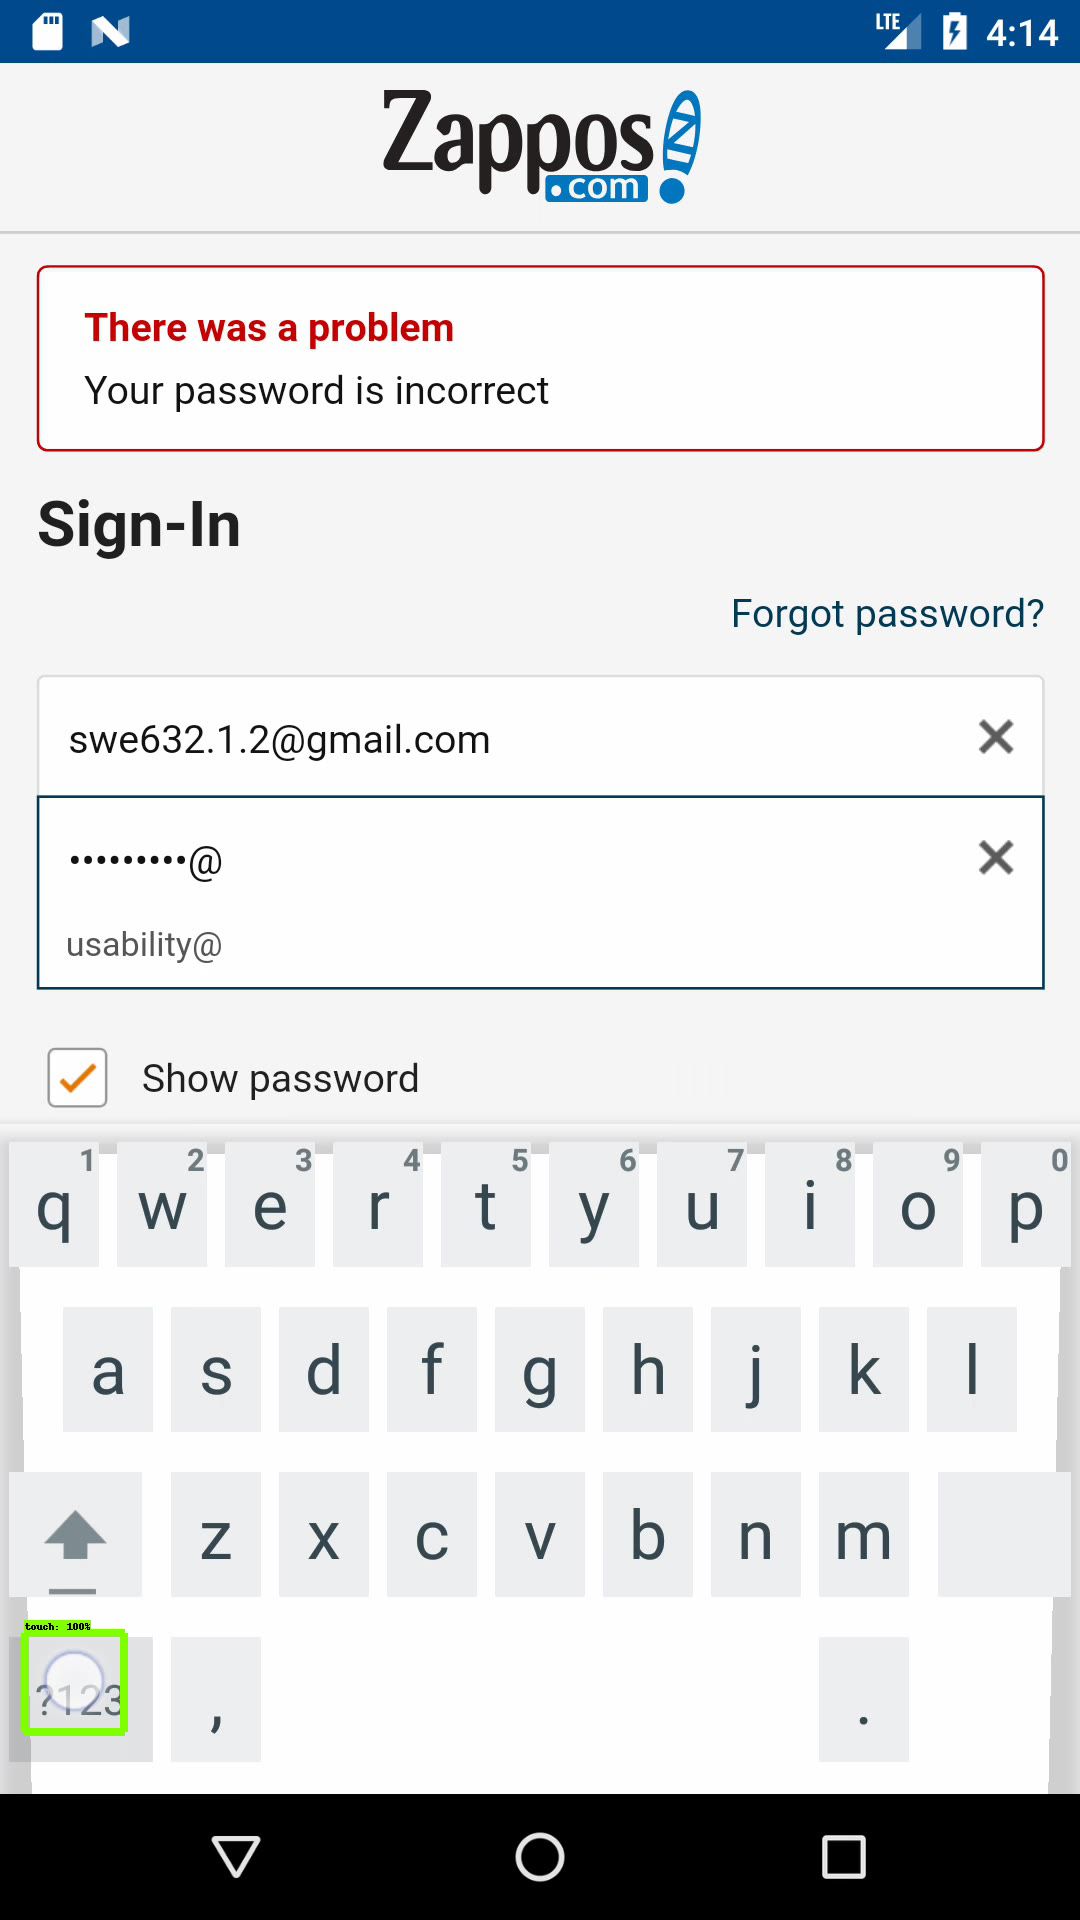 LTE 4:14
Zappos
.com
There was a problem
Your password is incorrect
Sign-In
Forgot password?
swe632.1.2@gmail.com
•••••••••@
usability@
Show password
1 2 3 4 5 6 7 8 9 0
q w e r t y u i o p
a s d f g h j k l
z x c v b n m
touch: 100%
?123 , .